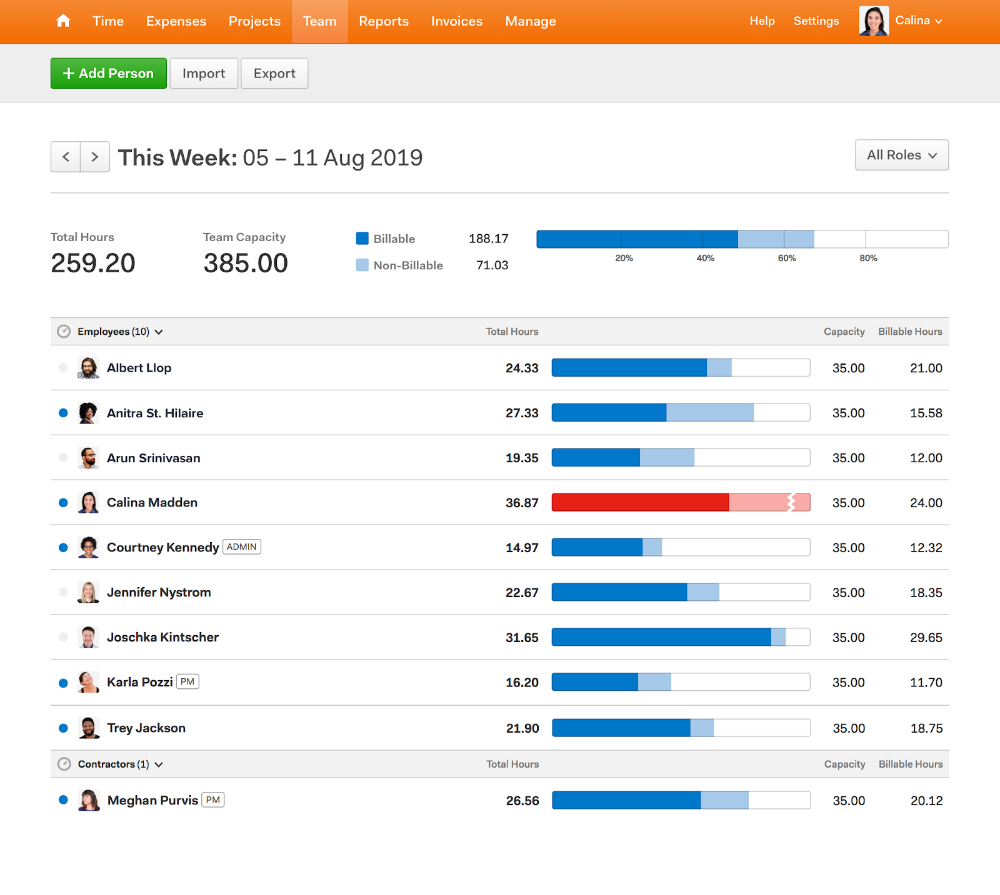 Time Expenses Projects Team Reports Invoices Manage Help Settings Calina
+ Add Person Import Export
This Week: 05 – 11 Aug 2019 All Roles
Total Hours Team Capacity Billable 188.17
259.20 385.00 Non-Billable 71.03
20% 40% 60% 80%
Employees (10) Total Hours Capacity Billable Hours
Albert Llop 24.33 35.00 21.00
Anitra St. Hilaire 27.33 35.00 15.58
Arun Srinivasan 19.35 35.00 12.00
Calina Madden 36.87 35.00 24.00
Courtney Kennedy ADMIN 14.97 35.00 12.32
Jennifer Nystrom 22.67 35.00 18.35
Joschka Kintscher 31.65 35.00 29.65
Karla Pozzi PM 16.20 35.00 11.70
Trey Jackson 21.90 35.00 18.75
Contractors (1) Total Hours Capacity Billable Hours
Meghan Purvis PM 26.56 35.00 20.12